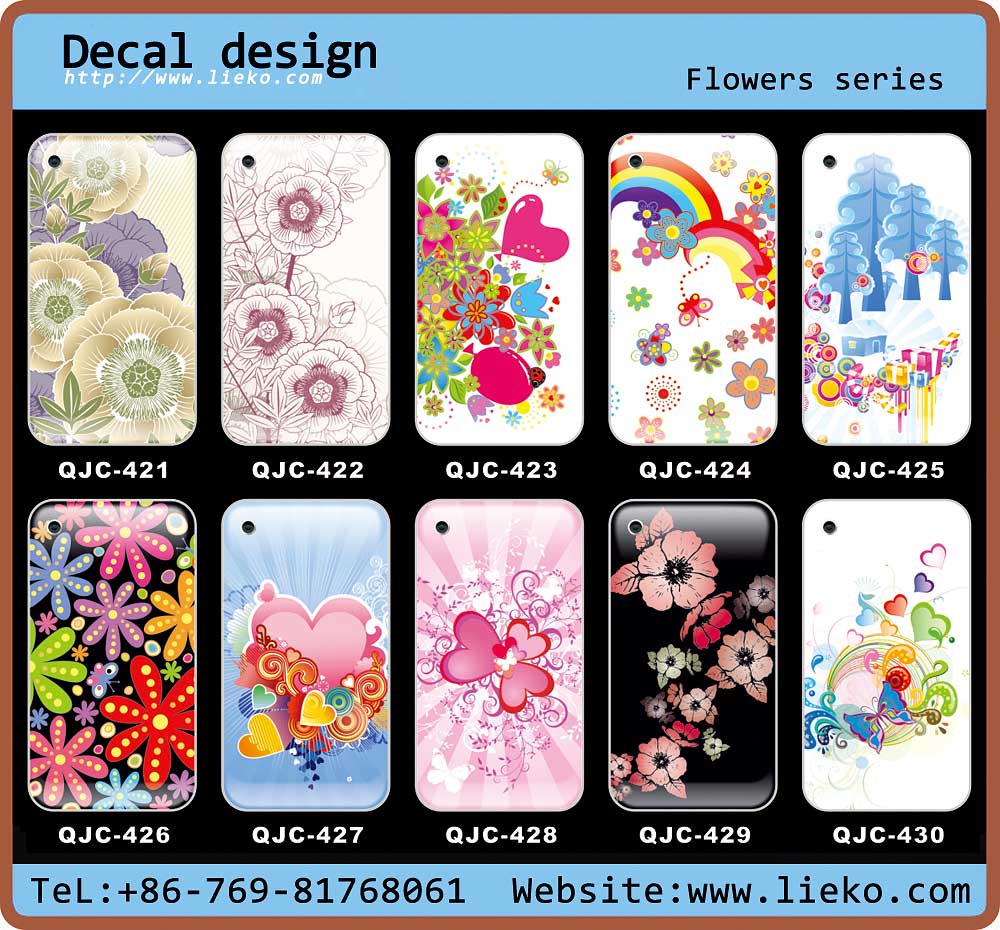 Decal design
http://www.lieko.com
Flowers series
QJC-421 QJC-422 QJC-423 QJC-424 QJC-425
QJC-426 QJC-427 QJC-428 QJC-429 QJC-430
TeL:+86-769-81768061 Website:www.lieko.com